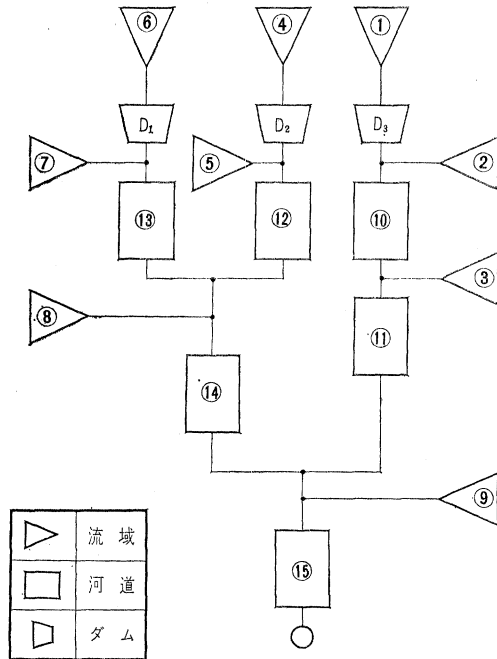 ⑥ ④ ①
D₁ D₂ D₃
⑦ ⑤ ②
⑬ ⑫ ⑩
③
⑧ ⑪
⑭
⑨
⑮
流域
河道
ダム